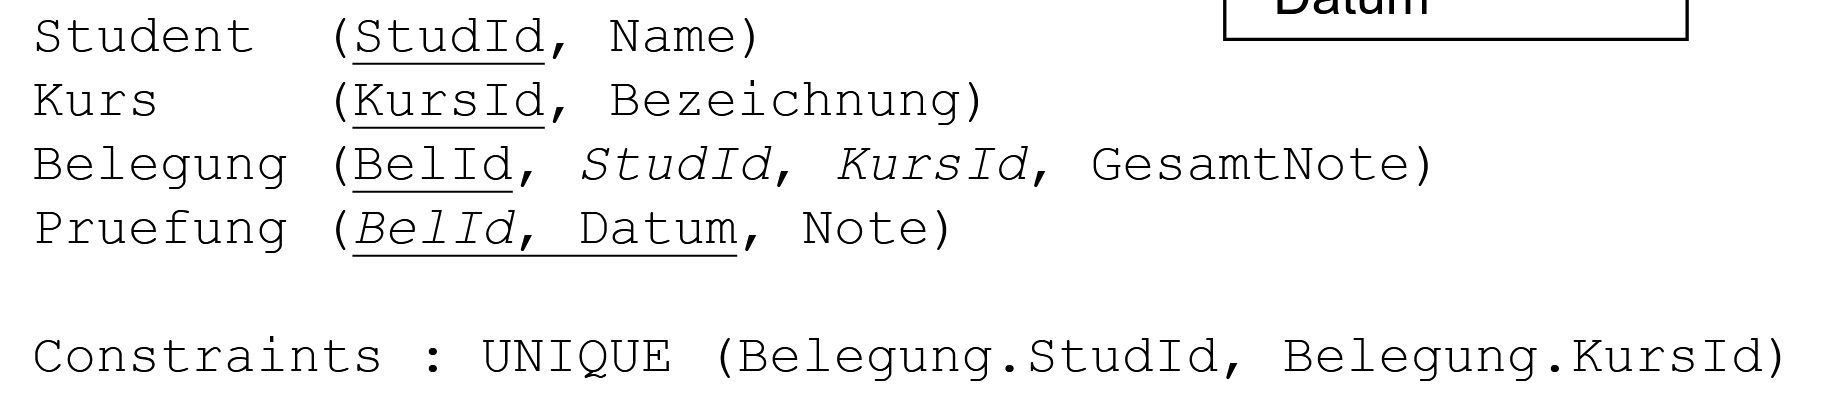 Datum
Student (StudId, Name)
Kurs (KursId, Bezeichnung)
Belegung (BelId, StudId, KursId, GesamtNote)
Pruefung (BelId, Datum, Note)
Constraints : UNIQUE (Belegung.StudId, Belegung.KursId)